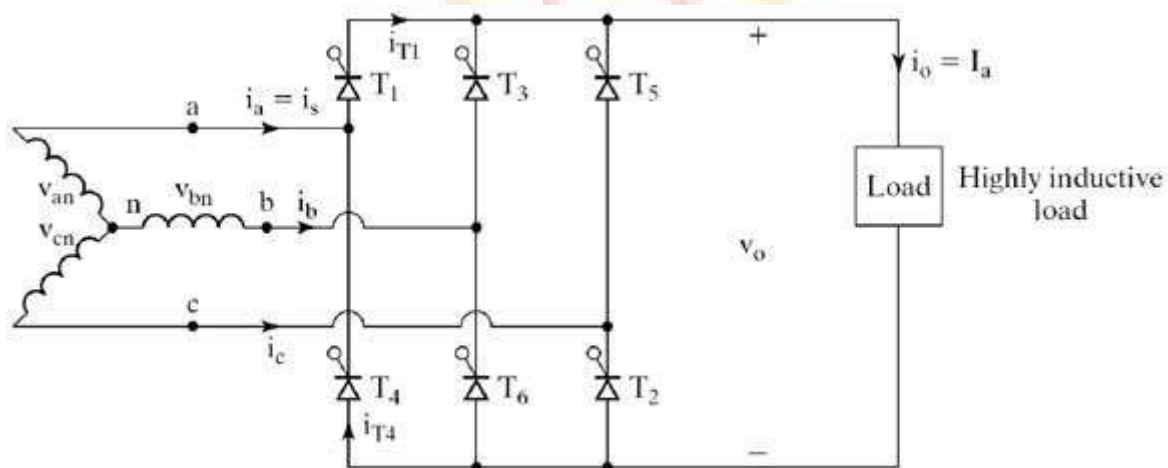 +
i_T1
i_o = I_a
T_1
T_3
T_5
a
i_a = i_s
v_an
n
v_bn
b
i_b
Load
Highly inductive
load
v_cn
v_o
c
i_c
T_4
T_6
T_2
i_T4
−